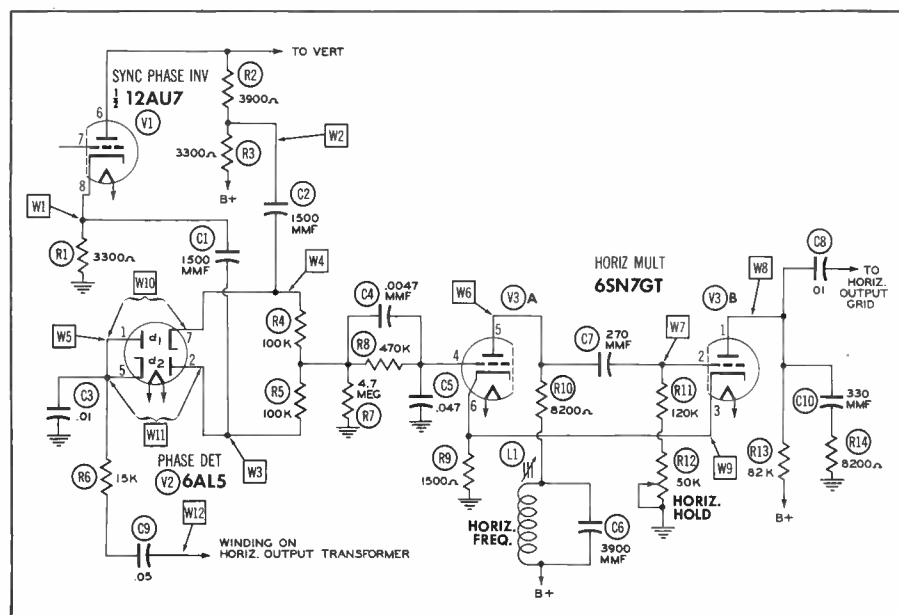 TO VERT
SYNC PHASE INV
½ 12AU7
V1
6
7
8
R2
3900Ω
W2
3300Ω
R3
B+
W1
C2
1500
MMF
C1
1500
MMF
R1
3300Ω
W4
W10
HORIZ MULT
6SN7GT
C8
.01
TO
HORIZ.
OUTPUT
GRID
W8
C4
.0047
MMF
W6
V3 A
V3 B
W5
1
d1
7
5
d2
2
R4
100K
R8
470K
4
5
6
C7
270
MMF
W7
1
2
3
C3
.01
R5
100K
4.7
MEG
R7
C5
.047
R10
8200Ω
R11
120K
C10
330
MMF
W11
W3
PHASE DET
V2 6AL5
R6
15K
R9
1500Ω
L1
R12
50K
HORIZ.
HOLD
W9
R13
82K
R14
8200Ω
B+
C9
.05
W12
WINDING ON
HORIZ. OUTPUT TRANSFORMER
HORIZ.
FREQ.
C6
3900
MMF
B+